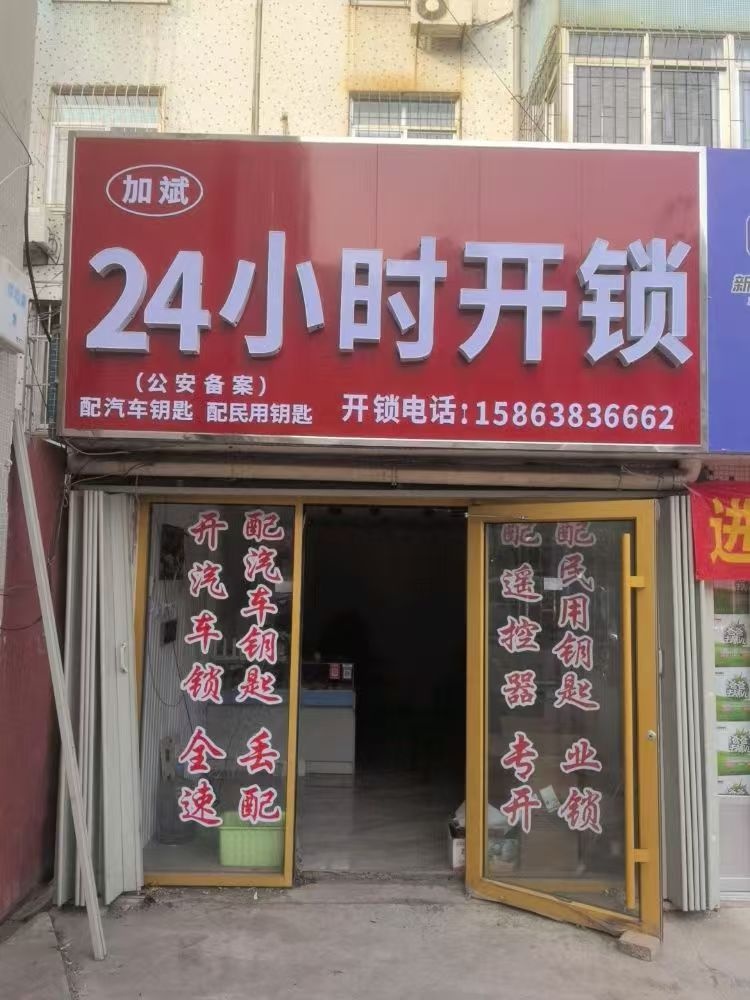 加斌
24小时开锁
(公安备案)
配汽车钥匙 配民用钥匙
开锁电话:15863836662
新
进
配汽车钥匙 丢配
开汽车锁 全速
配民用钥匙 业锁
配遥控器 专开